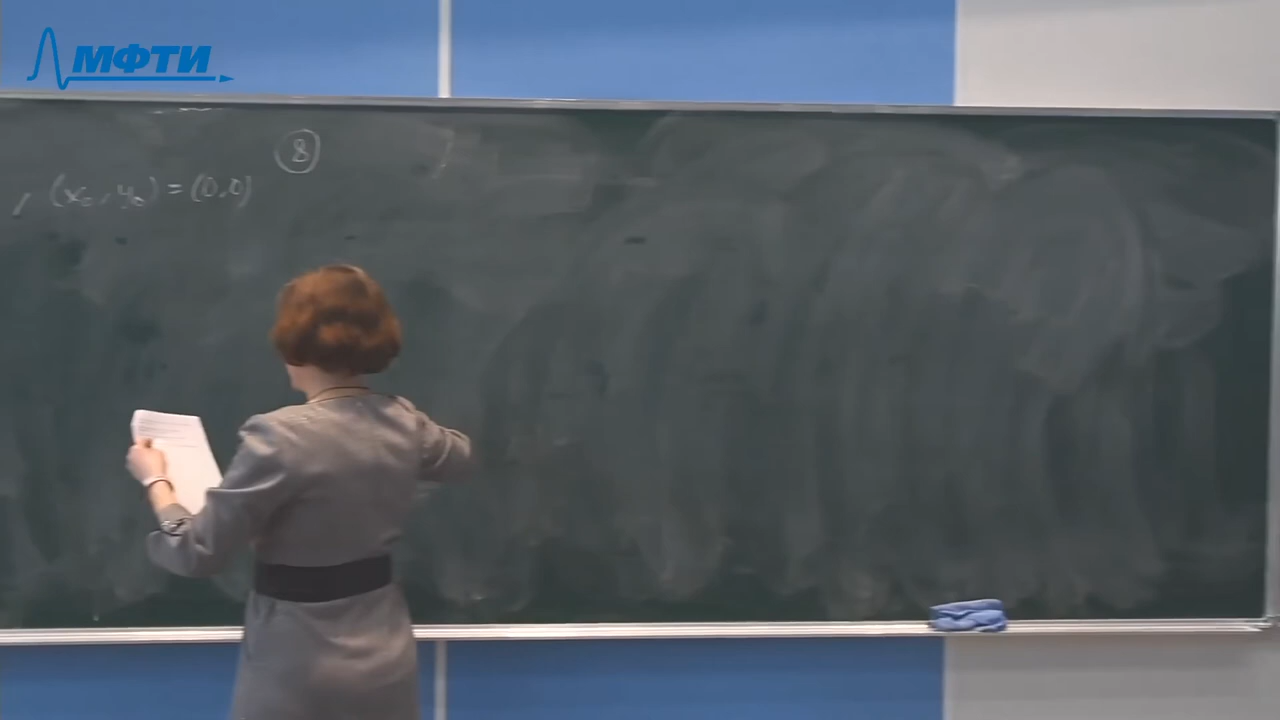 МФТИ
8
, (x₀, y₀) = (0,0)